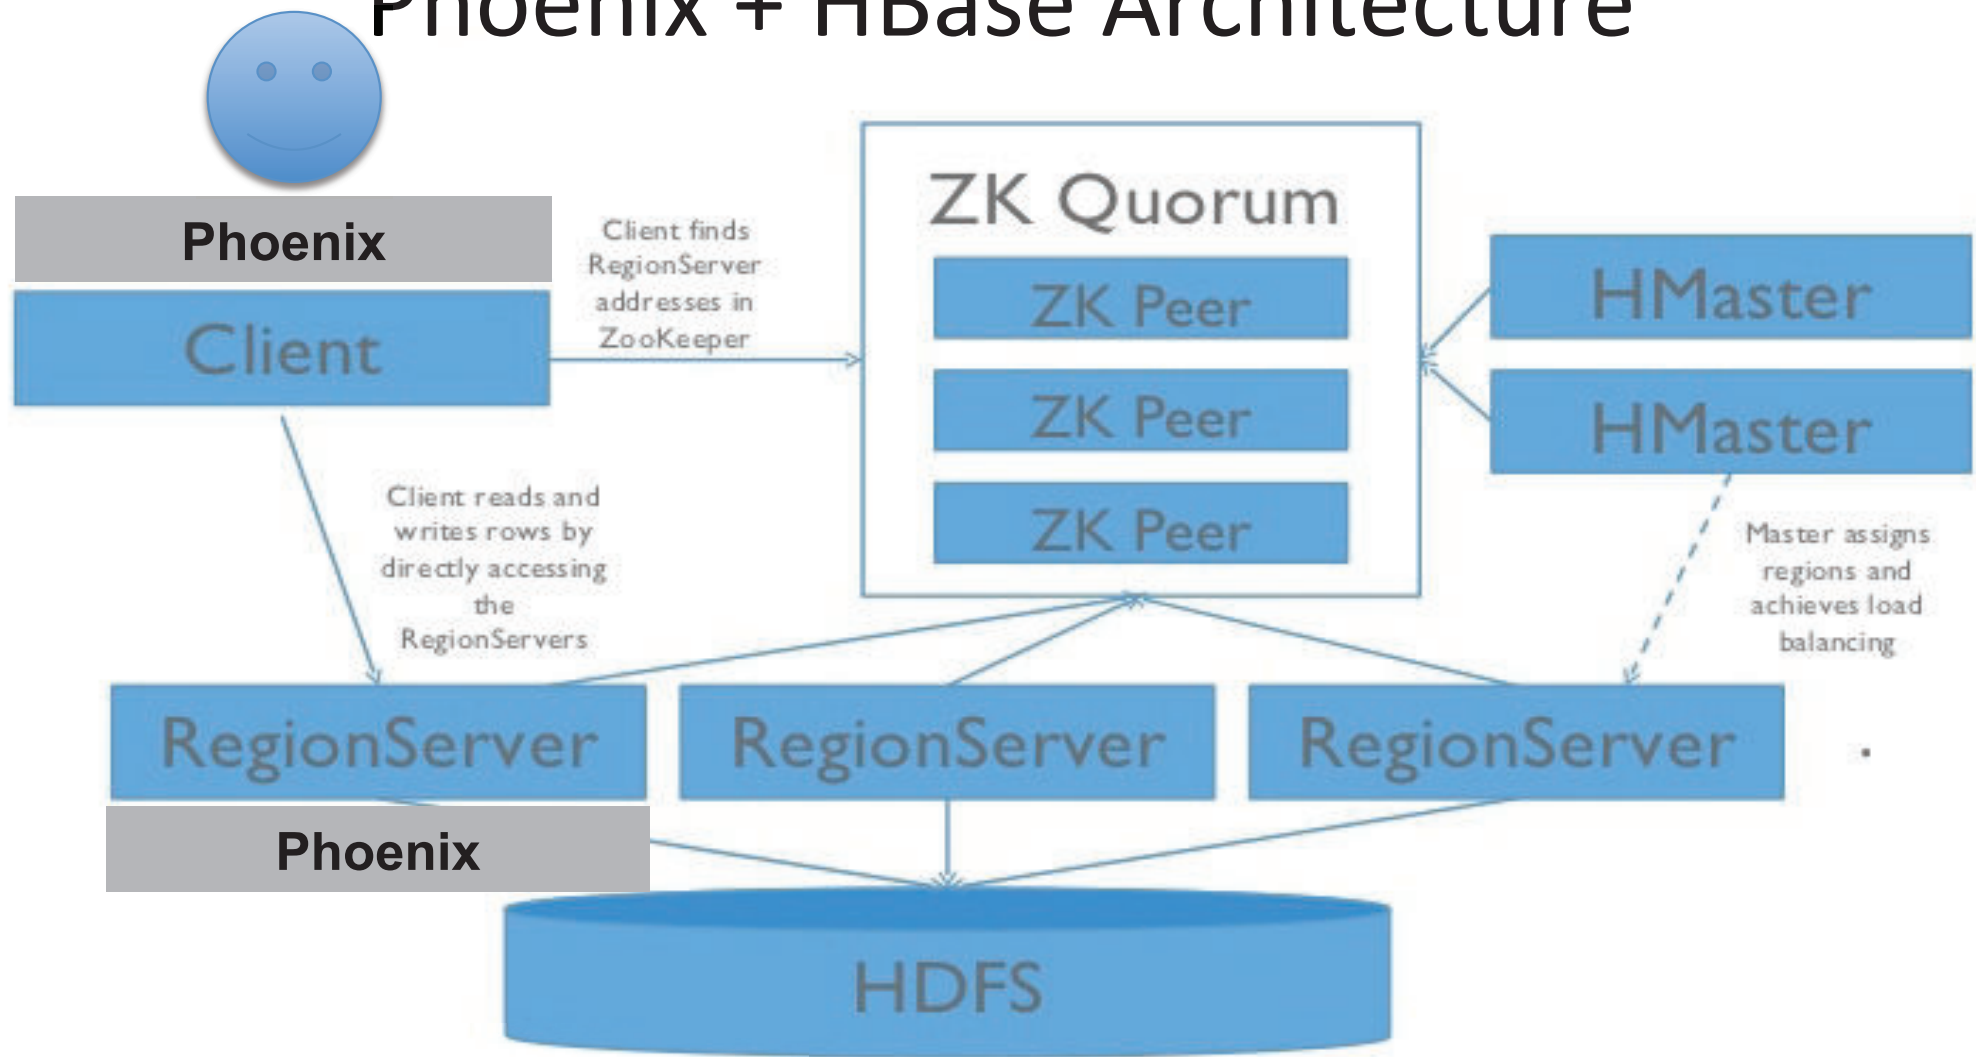 Phoenix + HBase Architecture
Phoenix
Client
Client finds
RegionServer
addresses in
ZooKeeper
ZK Quorum
ZK Peer
ZK Peer
ZK Peer
HMaster
HMaster
Client reads and
writes rows by
directly accessing
the
RegionServers
Master assigns
regions and
achieves load
balancing
RegionServer
RegionServer
RegionServer
Phoenix
HDFS